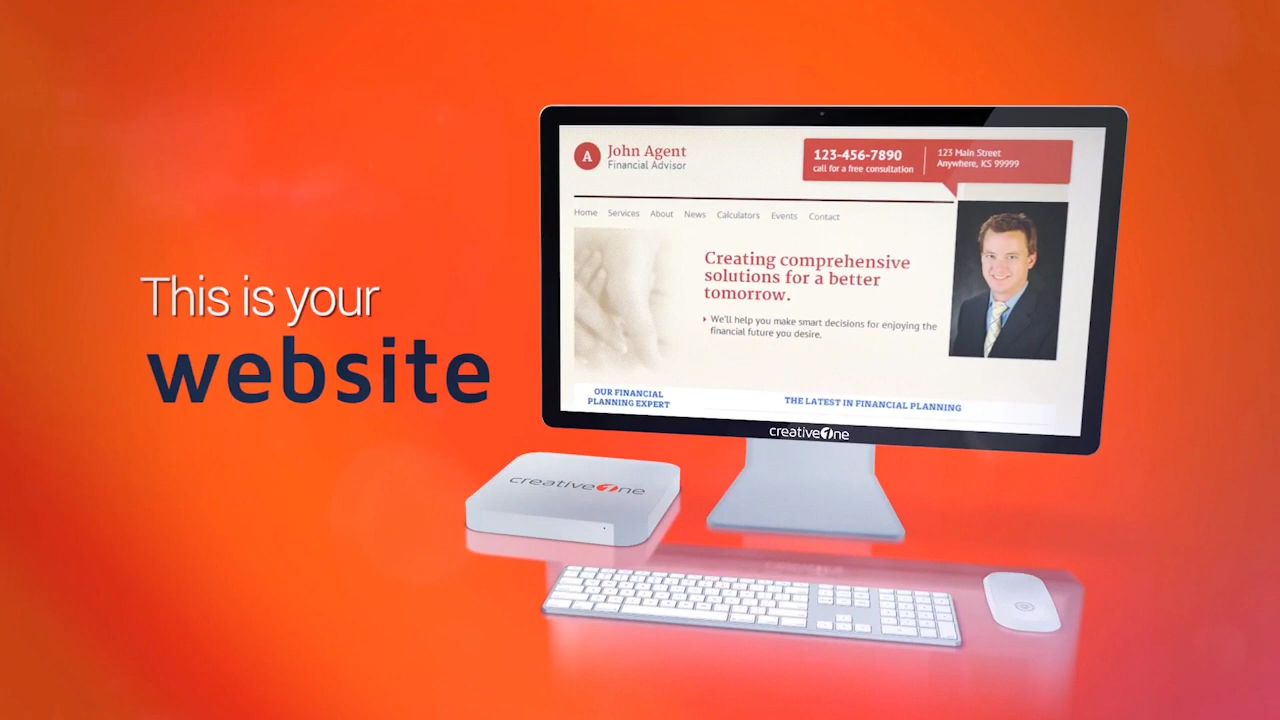 This is your
website
A
John Agent
Financial Advisor
123-456-7890
call for a free consultation
123 Main Street
Anywhere, KS 99999
Home Services About News Calculators Events Contact
Creating comprehensive
solutions for a better
tomorrow.
We'll help you make smart decisions for enjoying the
financial future you desire.
OUR FINANCIAL
PLANNING EXPERT
THE LATEST IN FINANCIAL PLANNING
creative1ne
creative1ne